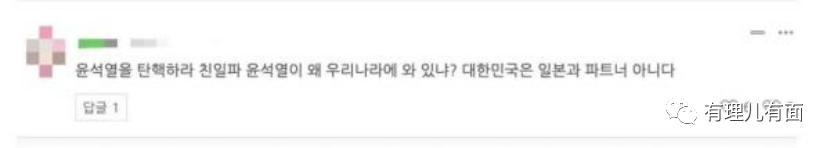 윤석열을 탄핵하라 친일파 윤석열이 왜 우리나라에 와 있냐? 대한민국은 일본과 파트너 아니다
답글 1
有理儿有面